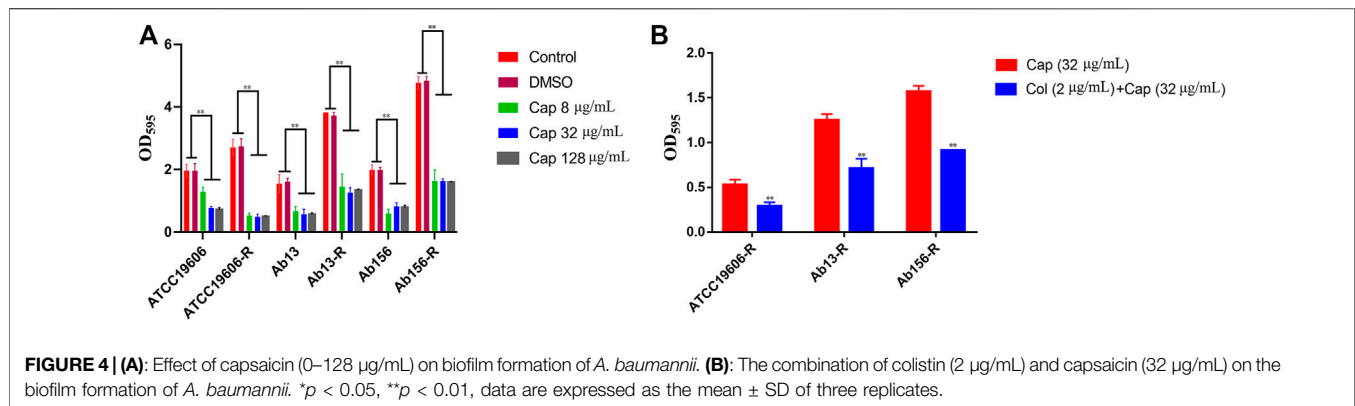 A
6
4
2
0
OD595
**
**
**
**
**
**
ATCC19606
ATCC19606-R
Ab13
Ab13-R
Ab156
Ab156-R
Control
DMSO
Cap 8 μg/mL
Cap 32 μg/mL
Cap 128 μg/mL
B
2.0
1.5
1.0
0.5
0.0
OD595
**
**
**
ATCC19606-R
Ab13-R
Ab156-R
Cap (32 μg/mL)
Col (2 μg/mL)+Cap (32 μg/mL)
FIGURE 4 | (A): Effect of capsaicin (0–128 μg/mL) on biofilm formation of A. baumannii. (B): The combination of colistin (2 μg/mL) and capsaicin (32 μg/mL) on the
biofilm formation of A. baumannii. *p < 0.05, **p < 0.01, data are expressed as the mean ± SD of three replicates.